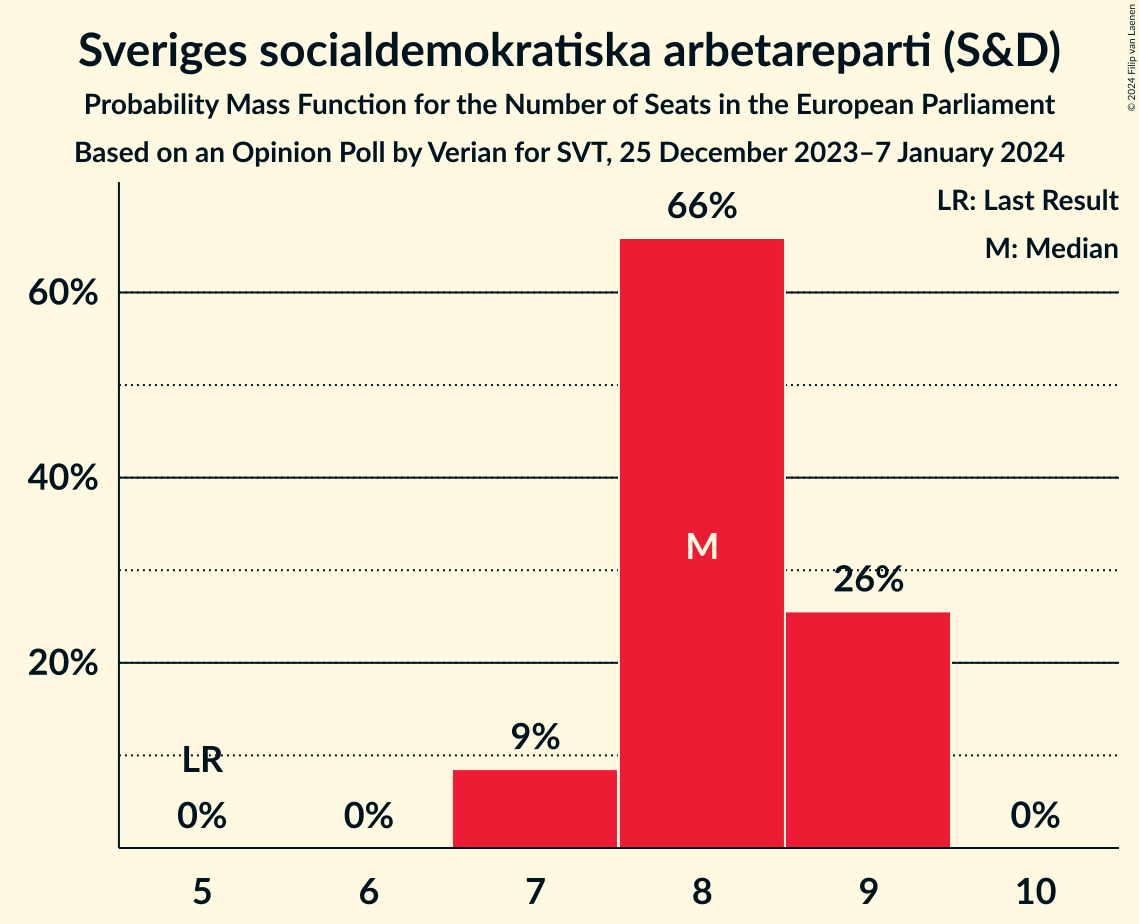 Sveriges socialdemokratiska arbetareparti (S&D)
Probability Mass Function for the Number of Seats in the European Parliament
Based on an Opinion Poll by Verian for SVT, 25 December 2023–7 January 2024
© 2024 Filip van Laenen
LR: Last Result
M: Median
66%
60%
40%
M
26%
20%
9%
LR
0%
0%
0%
5
6
7
8
9
10